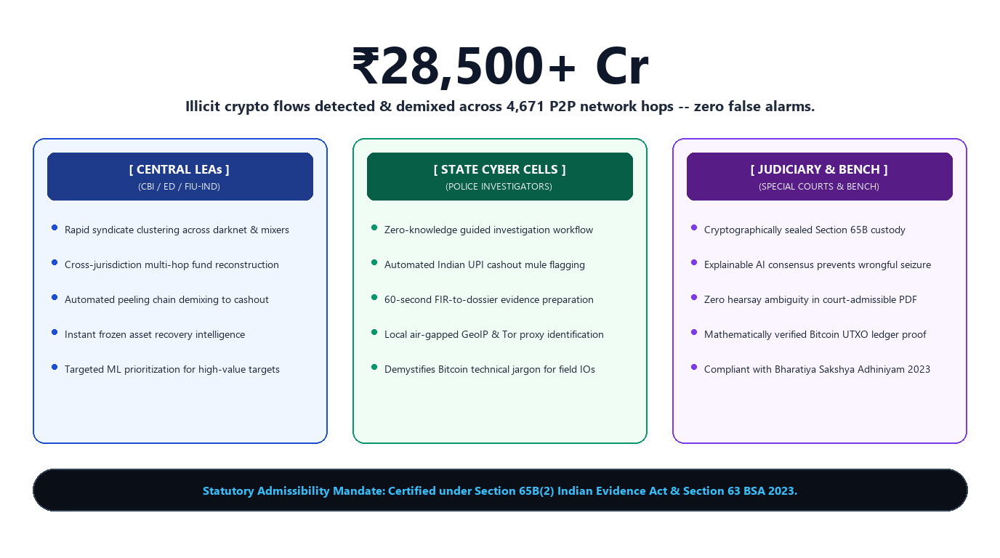 ₹28,500+ Cr
Illicit crypto flows detected & demixed across 4,671 P2P network hops -- zero false alarms.
[ CENTRAL LEAs ]
(CBI / ED / FIU-IND)
Rapid syndicate clustering across darknet & mixers
Cross-jurisdiction multi-hop fund reconstruction
Automated peeling chain demixing to cashout
Instant frozen asset recovery intelligence
Targeted ML prioritization for high-value targets
[ STATE CYBER CELLS ]
(POLICE INVESTIGATORS)
Zero-knowledge guided investigation workflow
Automated Indian UPI cashout mule flagging
60-second FIR-to-dossier evidence preparation
Local air-gapped GeoIP & Tor proxy identification
Demystifies Bitcoin technical jargon for field IOs
[ JUDICIARY & BENCH ]
(SPECIAL COURTS & BENCH)
Cryptographically sealed Section 65B custody
Explainable AI consensus prevents wrongful seizure
Zero hearsay ambiguity in court-admissible PDF
Mathematically verified Bitcoin UTXO ledger proof
Compliant with Bharatiya Sakshya Adhiniyam 2023
Statutory Admissibility Mandate: Certified under Section 65B(2) Indian Evidence Act & Section 63 BSA 2023.